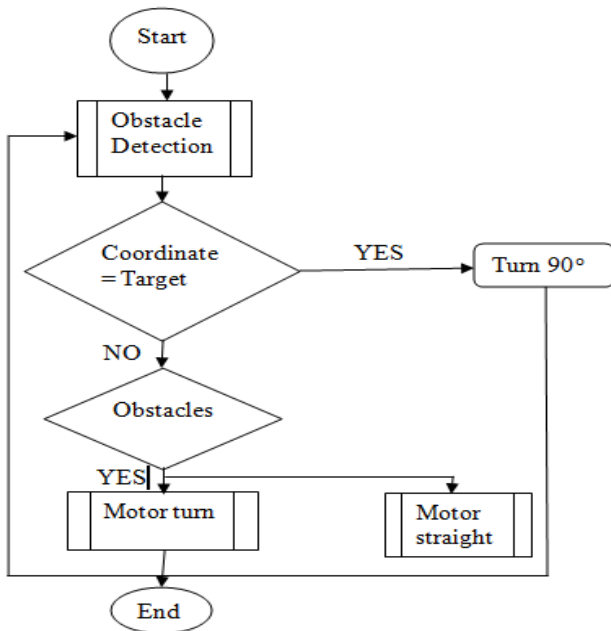 Start
Obstacle
Detection
Coordinate
= Target
YES
Turn 90°
NO
Obstacles
YES
Motor turn
Motor
straight
End